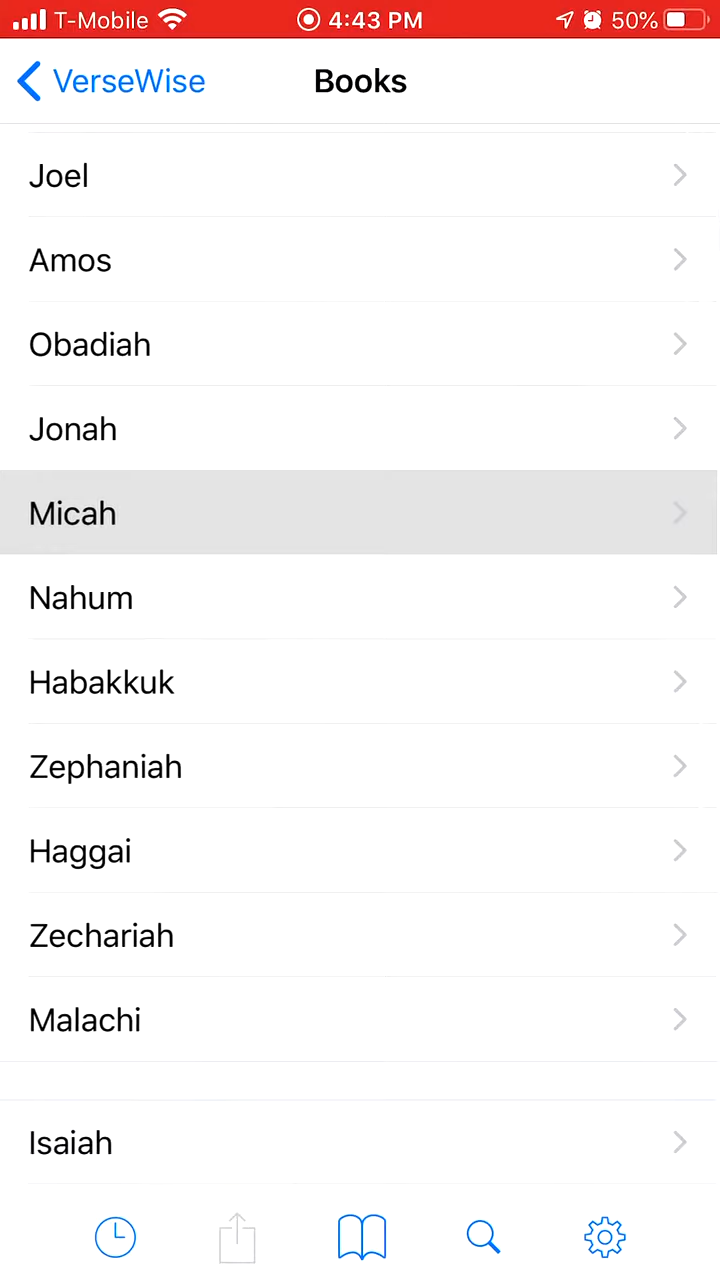 T-Mobile 4:43 PM 50%
VerseWise Books
Joel
Amos
Obadiah
Jonah
Micah
Nahum
Habakkuk
Zephaniah
Haggai
Zechariah
Malachi
Isaiah